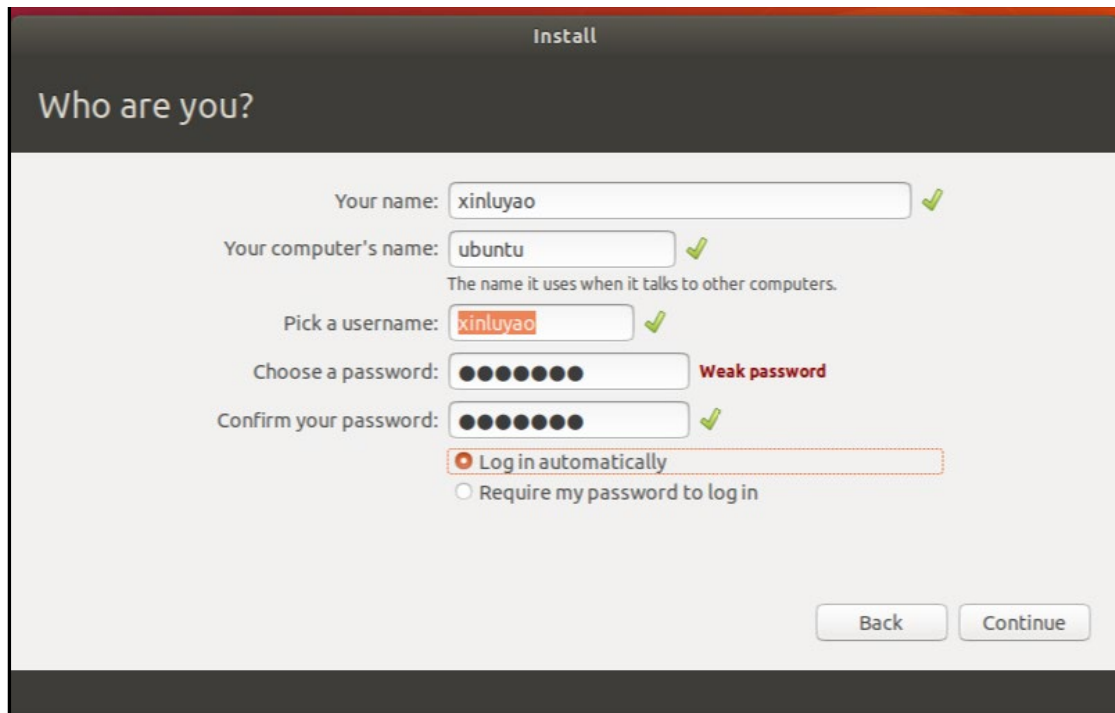 Install
Who are you?
Your name: xinluyao
Your computer's name: ubuntu
The name it uses when it talks to other computers.
Pick a username: xinluyao
Choose a password: ●●●●●●● Weak password
Confirm your password: ●●●●●●●
Log in automatically
Require my password to log in
Back Continue